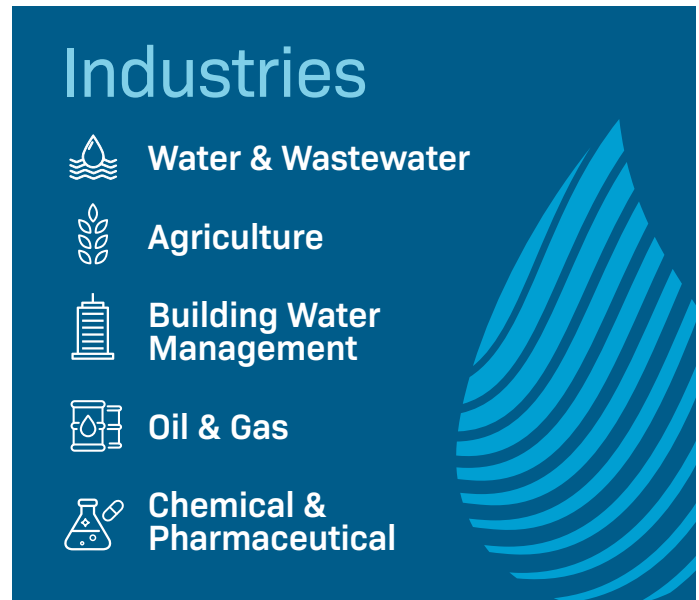 Industries
Water & Wastewater
Agriculture
Building Water
Management
Oil & Gas
Chemical &
Pharmaceutical